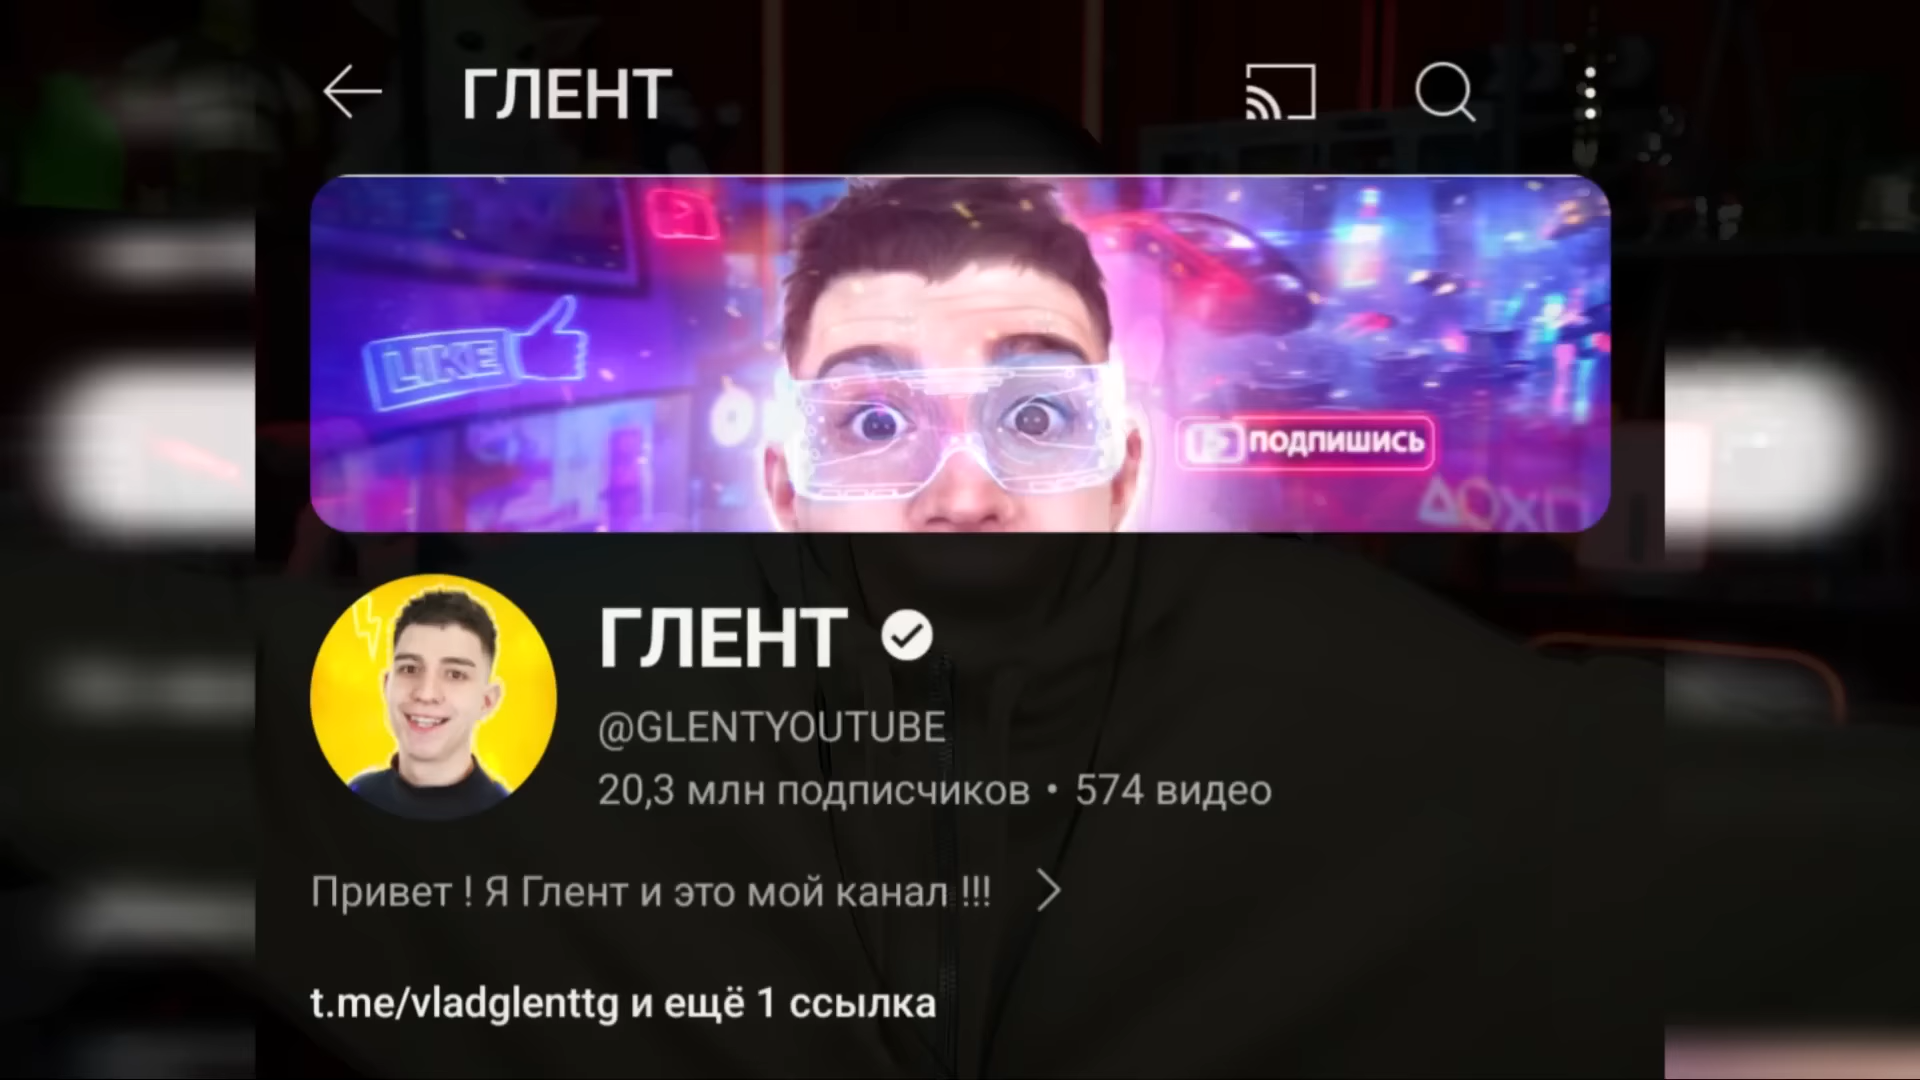 ГЛЕНТ
LIKE
ПОДПИШИСЬ
ГЛЕНТ
@GLENTYOUTUBE
20,3 млн подписчиков • 574 видео
Привет ! Я Глент и это мой канал !!!
t.me/vladglenttg и ещё 1 ссылка